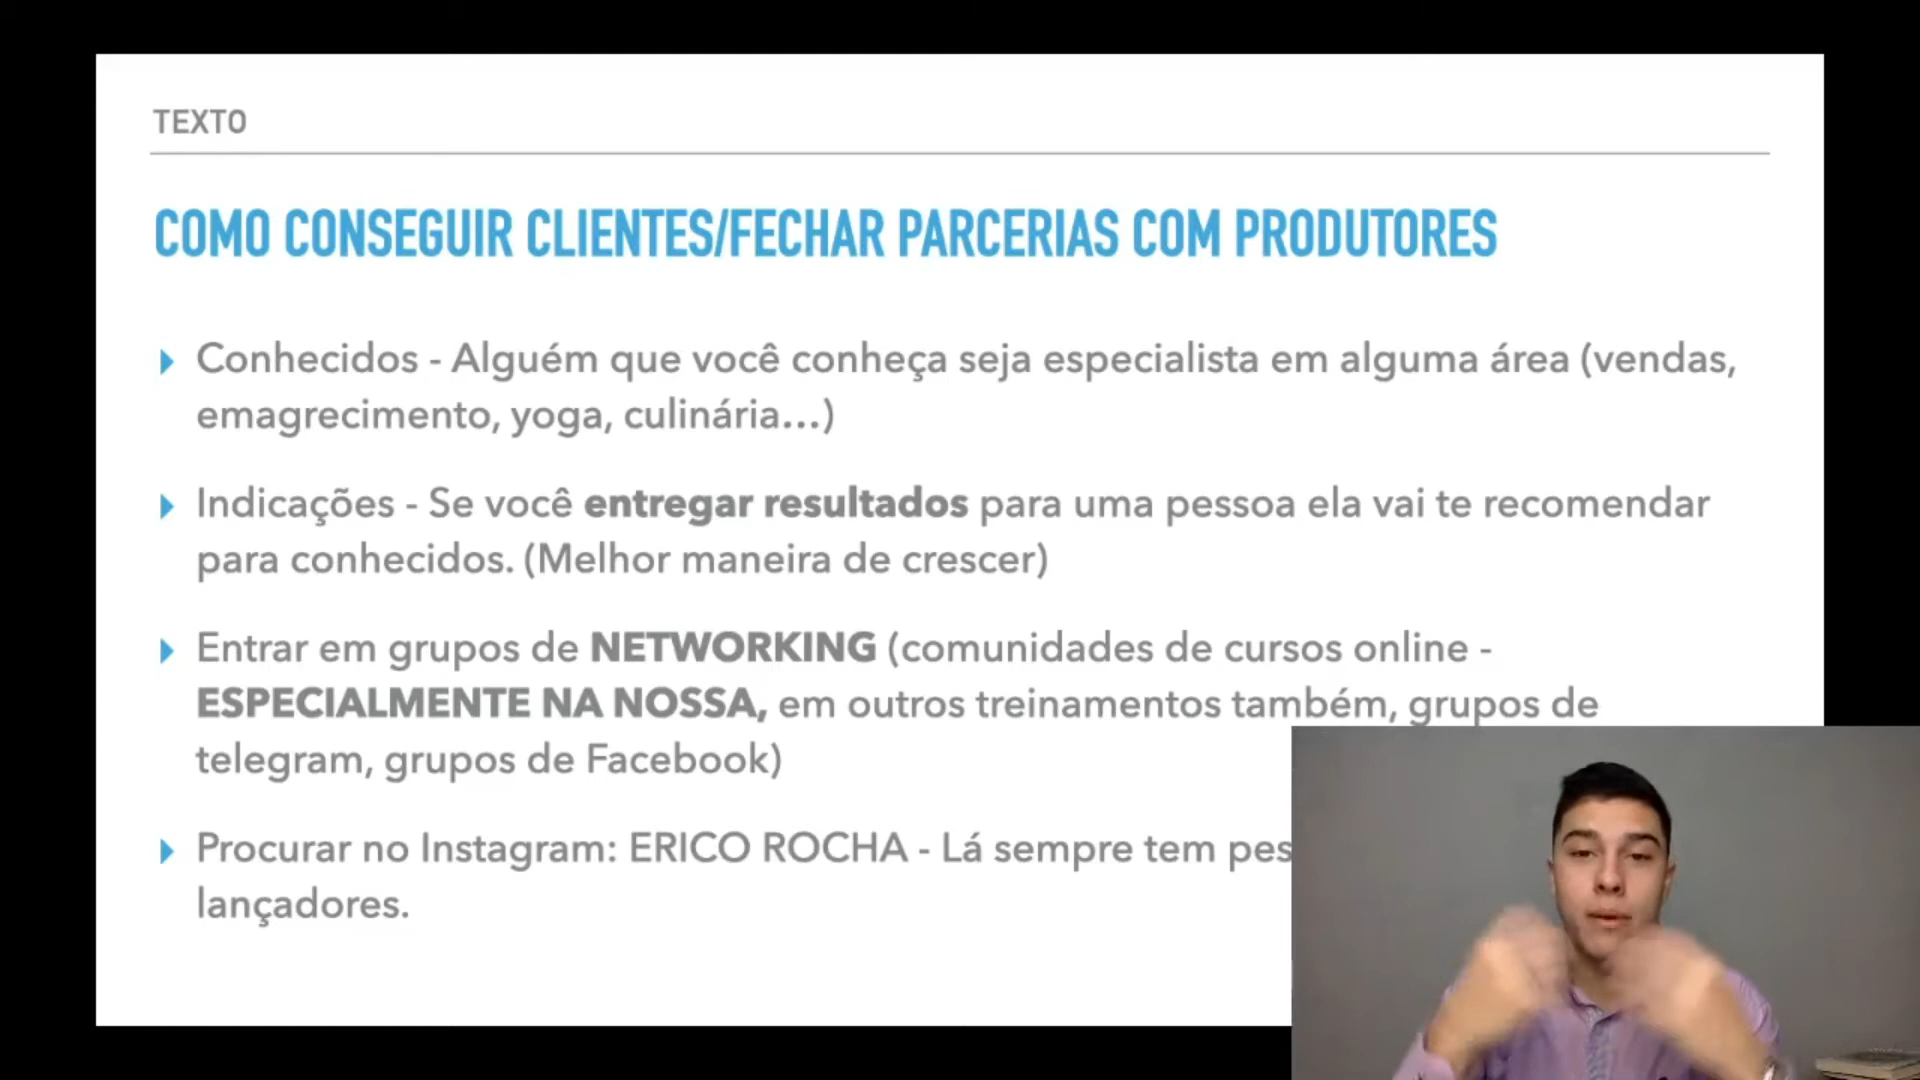 TEXTO
COMO CONSEGUIR CLIENTES/FECHAR PARCERIAS COM PRODUTORES
Conhecidos - Alguém que você conheça seja especialista em alguma área (vendas,
emagrecimento, yoga, culinária...)
Indicações - Se você entregar resultados para uma pessoa ela vai te recomendar
para conhecidos. (Melhor maneira de crescer)
Entrar em grupos de NETWORKING (comunidades de cursos online -
ESPECIALMENTE NA NOSSA, em outros treinamentos também, grupos de
telegram, grupos de Facebook)
Procurar no Instagram: ERICO ROCHA - Lá sempre tem
lançadores.